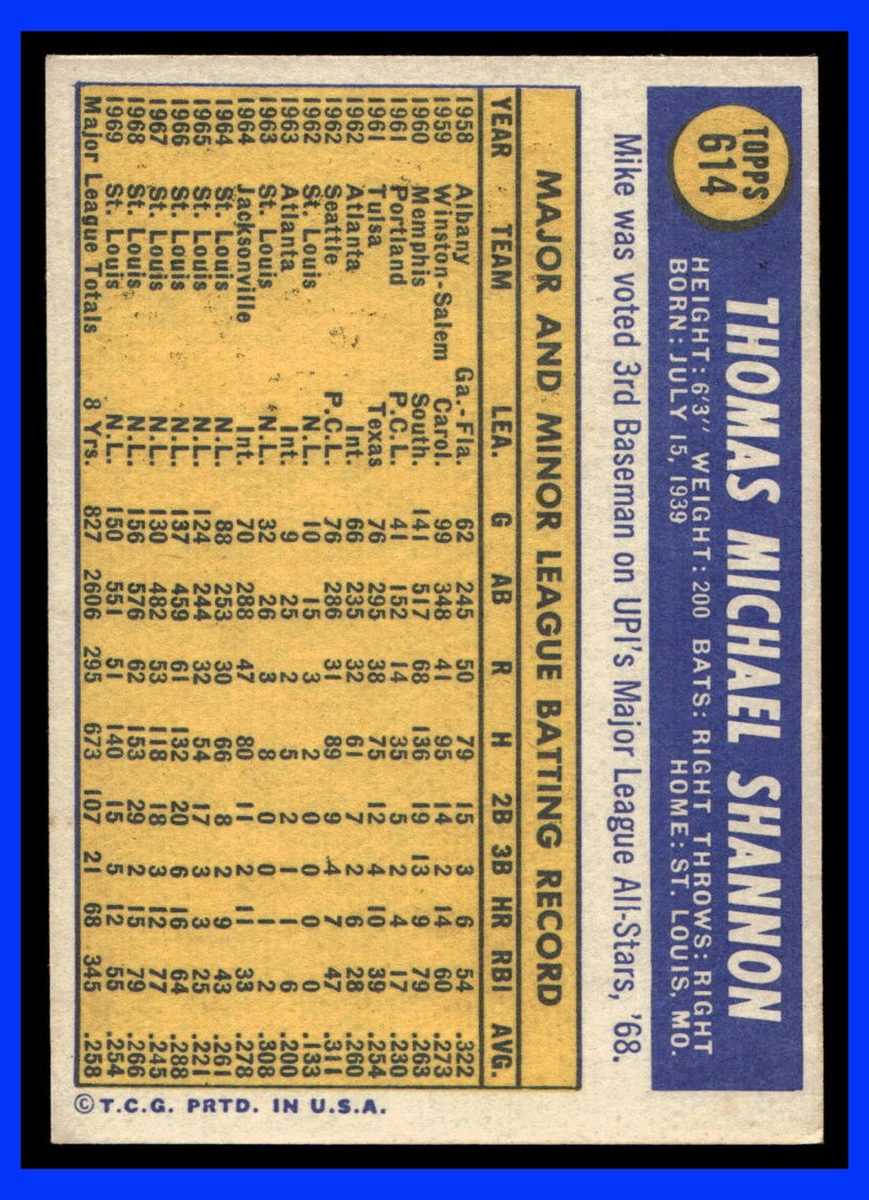 TOPPS
614
THOMAS MICHAEL SHANNON
HEIGHT: 6'3" WEIGHT: 200 BATS: RIGHT THROWS: RIGHT
BORN: JULY 15, 1939 HOME: ST. LOUIS, MO.
Mike was voted 3rd Baseman on UPI's Major League All-Stars, '68.
MAJOR AND MINOR LEAGUE BATTING RECORD
YEAR TEAM LEA. G AB R H 2B 3B HR RBI AVG.
1958 Albany Ga.-Fla. 62 245 50 79 15 3 6 54 .322
1959 Winston-Salem Carol. 99 348 41 95 14 2 14 60 .273
1960 Memphis South. 141 517 68 136 19 13 9 79 .263
1961 Portland P.C.L. 41 152 14 35 5 2 4 17 .230
1961 Tulsa Texas 76 295 38 75 12 4 10 39 .254
1962 Atlanta Int. 66 235 32 61 7 2 6 28 .260
1962 Seattle P.C.L. 76 286 31 89 9 4 7 47 .311
1962 St. Louis N.L. 10 15 3 2 0 0 0 0 .133
1963 Atlanta Int. 9 25 2 5 2 1 1 6 .200
1963 St. Louis N.L. 32 26 3 8 0 0 1 2 .308
1964 Jacksonville Int. 70 288 47 80 11 2 11 33 .278
1964 St. Louis N.L. 88 253 30 66 8 2 9 43 .261
1965 St. Louis N.L. 124 244 32 54 17 3 3 25 .221
1966 St. Louis N.L. 137 459 61 132 20 6 16 64 .288
1967 St. Louis N.L. 130 482 53 118 18 3 12 77 .245
1968 St. Louis N.L. 156 576 62 153 29 2 15 79 .266
1969 St. Louis N.L. 150 551 51 140 15 5 12 55 .254
Major League Totals 8 Yrs. 827 2606 295 673 107 21 68 345 .258
© T.C.G. PRTD. IN U.S.A.